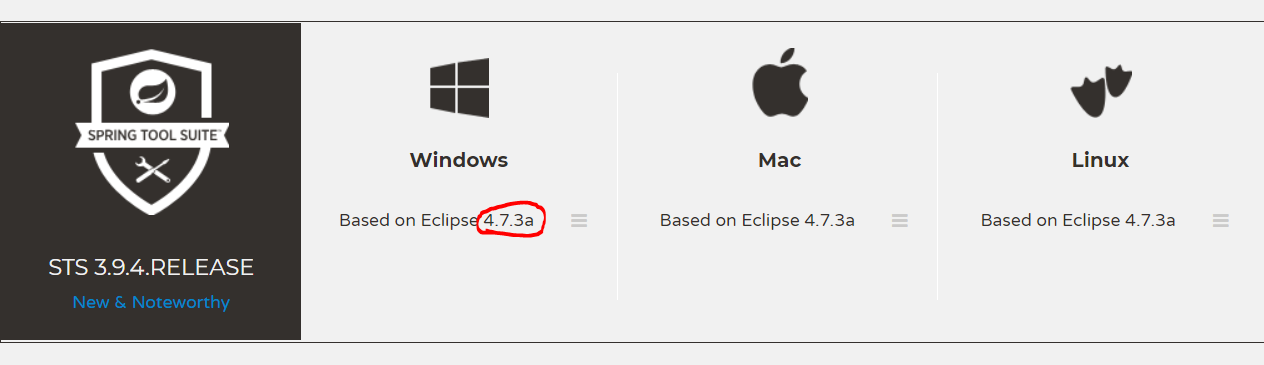 SPRING TOOL SUITE™
STS 3.9.4.RELEASE
New & Noteworthy
Windows
Based on Eclipse 4.7.3a
Mac
Based on Eclipse 4.7.3a
Linux
Based on Eclipse 4.7.3a